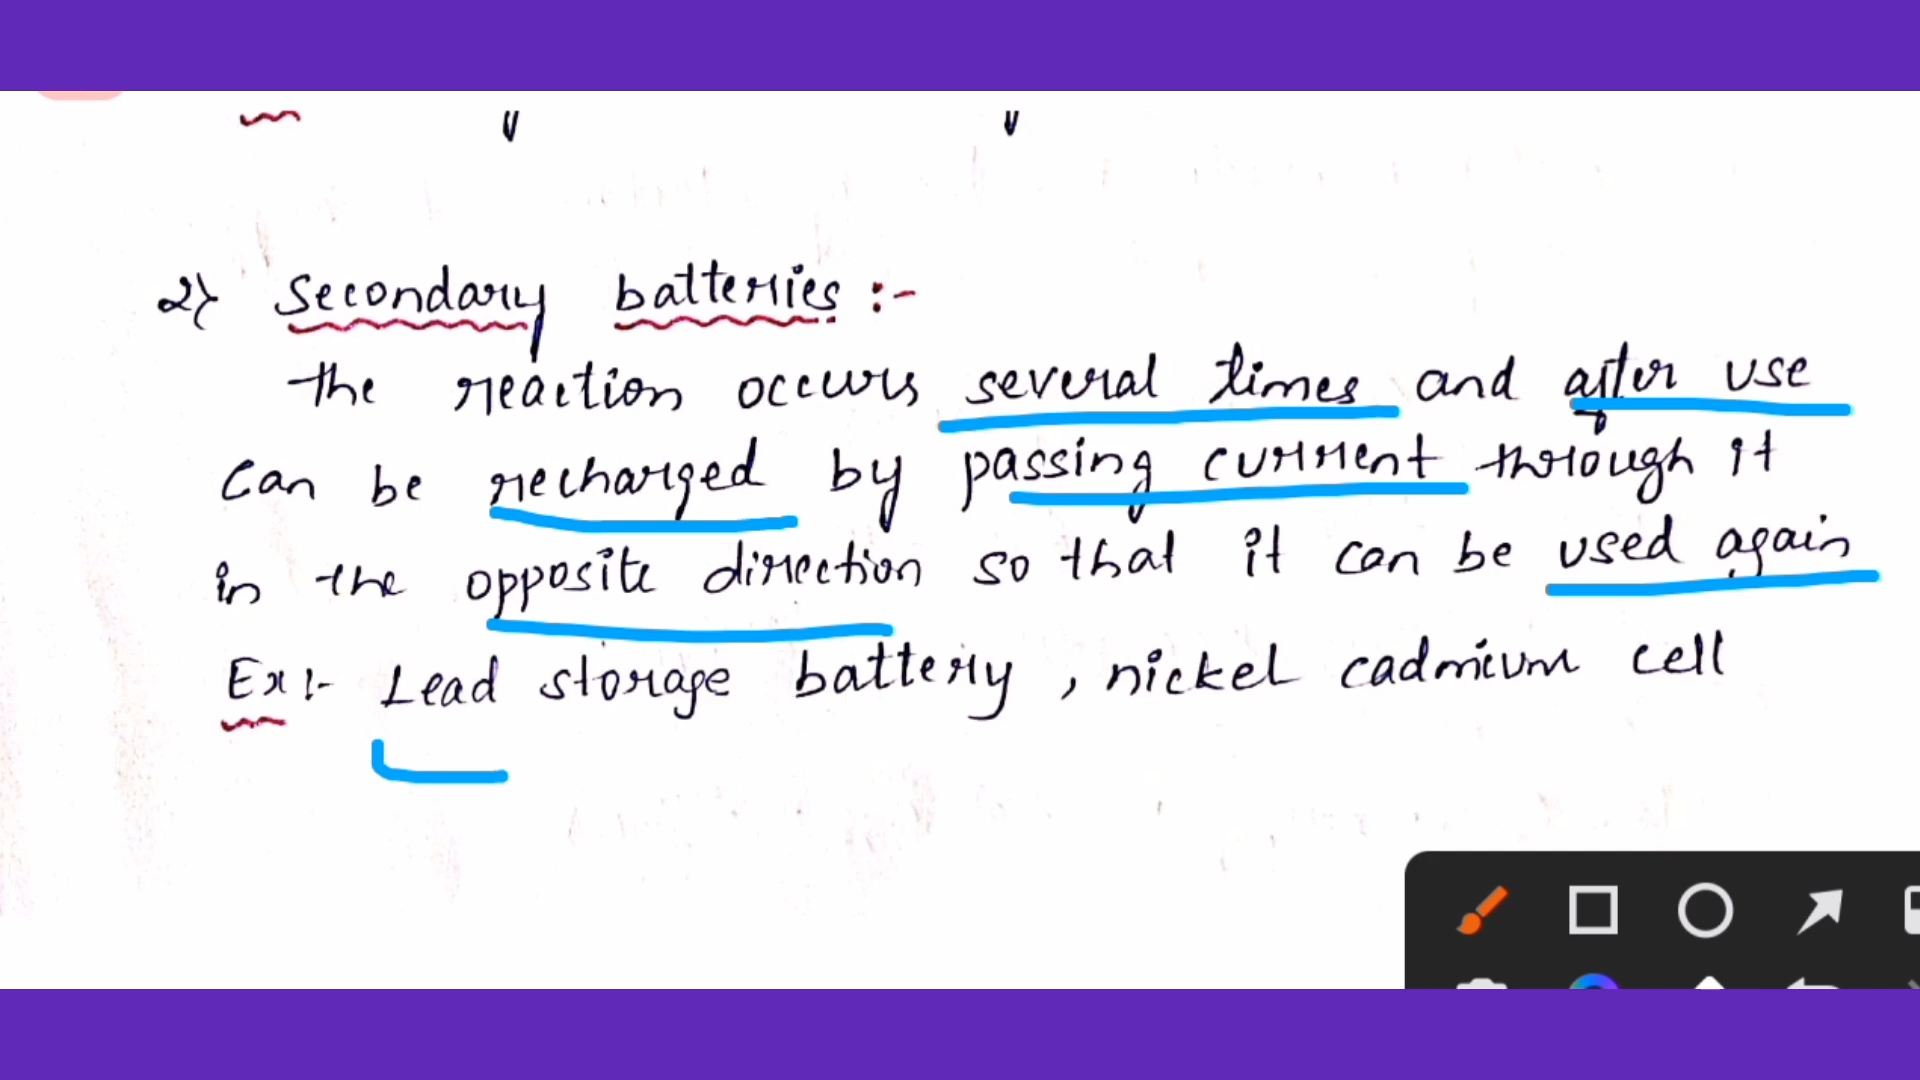 2} Secondary batteries :-
the reaction occurs several times and after use
can be recharged by passing current through it
in the opposite direction so that it can be used again
Ex :- Lead storage battery , nickel cadmium cell